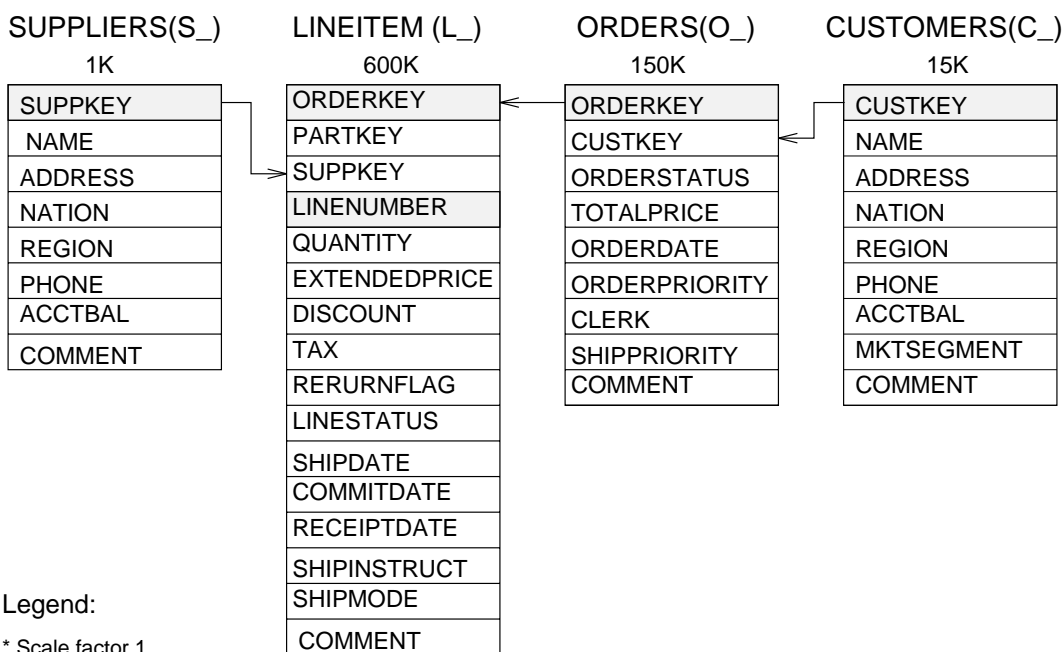 SUPPLIERS(S_)
1K
SUPPKEY
NAME
ADDRESS
NATION
REGION
PHONE
ACCTBAL
COMMENT
LINEITEM (L_)
600K
ORDERKEY
PARTKEY
SUPPKEY
LINENUMBER
QUANTITY
EXTENDEDPRICE
DISCOUNT
TAX
RERURNFLAG
LINESTATUS
SHIPDATE
COMMITDATE
RECEIPTDATE
SHIPINSTRUCT
SHIPMODE
COMMENT
ORDERS(O_)
150K
ORDERKEY
CUSTKEY
ORDERSTATUS
TOTALPRICE
ORDERDATE
ORDERPRIORITY
CLERK
SHIPPRIORITY
COMMENT
CUSTOMERS(C_)
15K
CUSTKEY
NAME
ADDRESS
NATION
REGION
PHONE
ACCTBAL
MKTSEGMENT
COMMENT
Legend:
* Scale factor 1